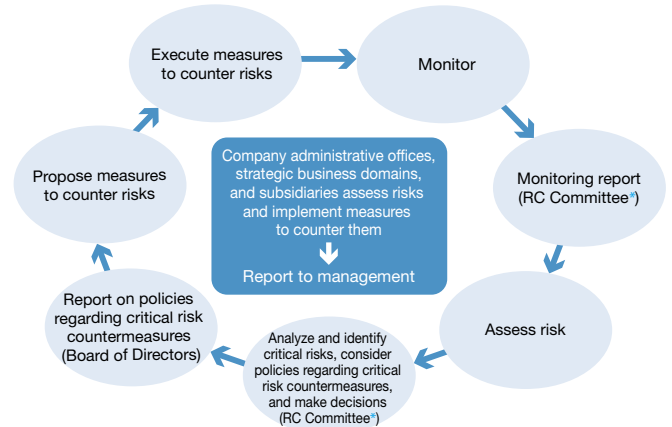 Execute measures
to counter risks
Monitor
Company administrative offices,
strategic business domains,
and subsidiaries assess risks
and implement measures
to counter them
Report to management
Propose measures
to counter risks
Monitoring report
(RC Committee*)
Report on policies
regarding critical risk
countermeasures
(Board of Directors)
Analyze and identify
critical risks, consider
policies regarding critical
risk countermeasures,
and make decisions
(RC Committee*)
Assess risk